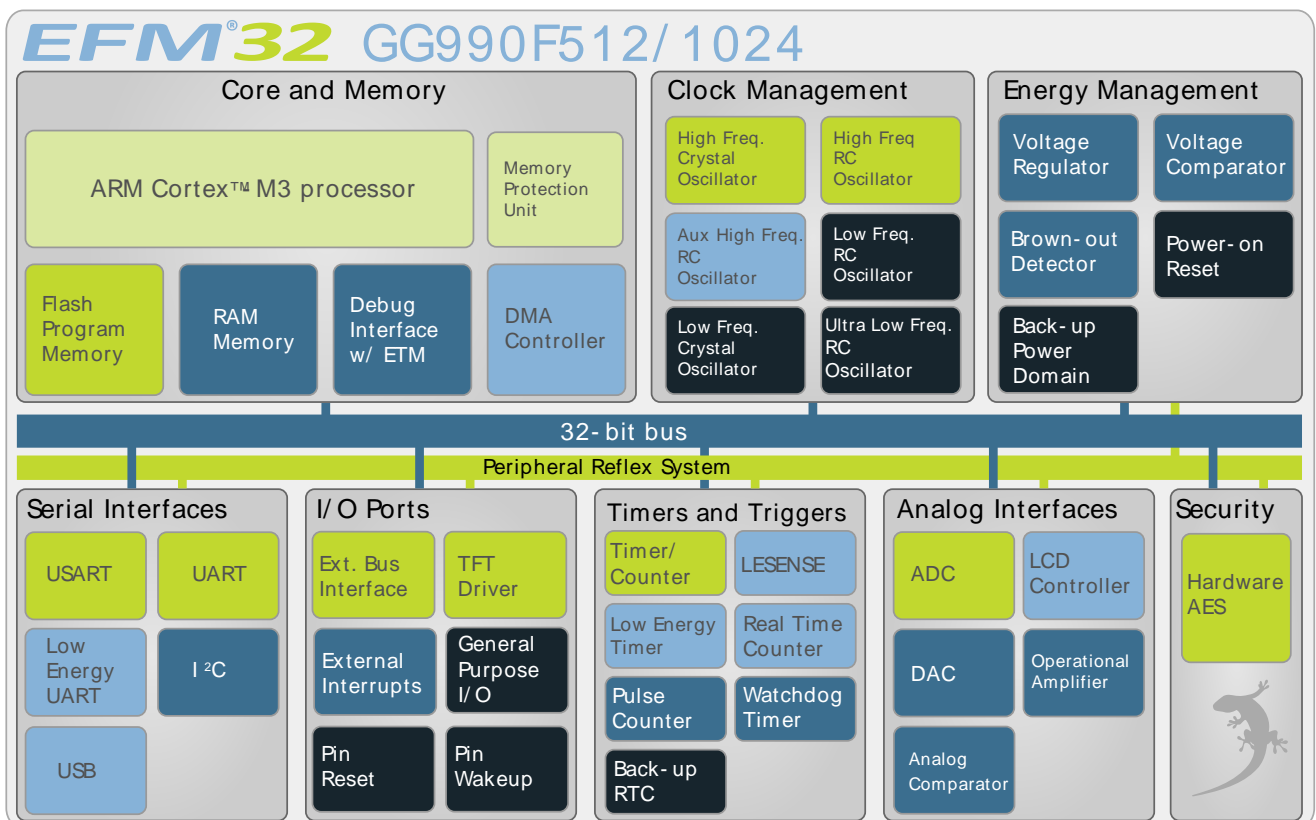 EFM®32 GG990F512/1024
Core and Memory
ARM Cortex™ M3 processor
Memory
Protection
Unit
Flash
Program
Memory
RAM
Memory
Debug
Interface
w/ ETM
DMA
Controller
Clock Management
High Freq.
Crystal
Oscillator
High Freq
RC
Oscillator
Aux High Freq.
RC
Oscillator
Low Freq.
RC
Oscillator
Low Freq.
Crystal
Oscillator
Ultra Low Freq.
RC
Oscillator
Energy Management
Voltage
Regulator
Voltage
Comparator
Brown-out
Detector
Power-on
Reset
Back-up
Power
Domain
32-bit bus
Peripheral Reflex System
Serial Interfaces
USART
UART
Low
Energy
UART
I²C
USB
I/O Ports
Ext. Bus
Interface
TFT
Driver
External
Interrupts
General
Purpose
I/O
Pin
Reset
Pin
Wakeup
Timers and Triggers
Timer/
Counter
LESENSE
Low Energy
Timer
Real Time
Counter
Pulse
Counter
Watchdog
Timer
Back-up
RTC
Analog Interfaces
ADC
LCD
Controller
DAC
Operational
Amplifier
Analog
Comparator
Security
Hardware
AES